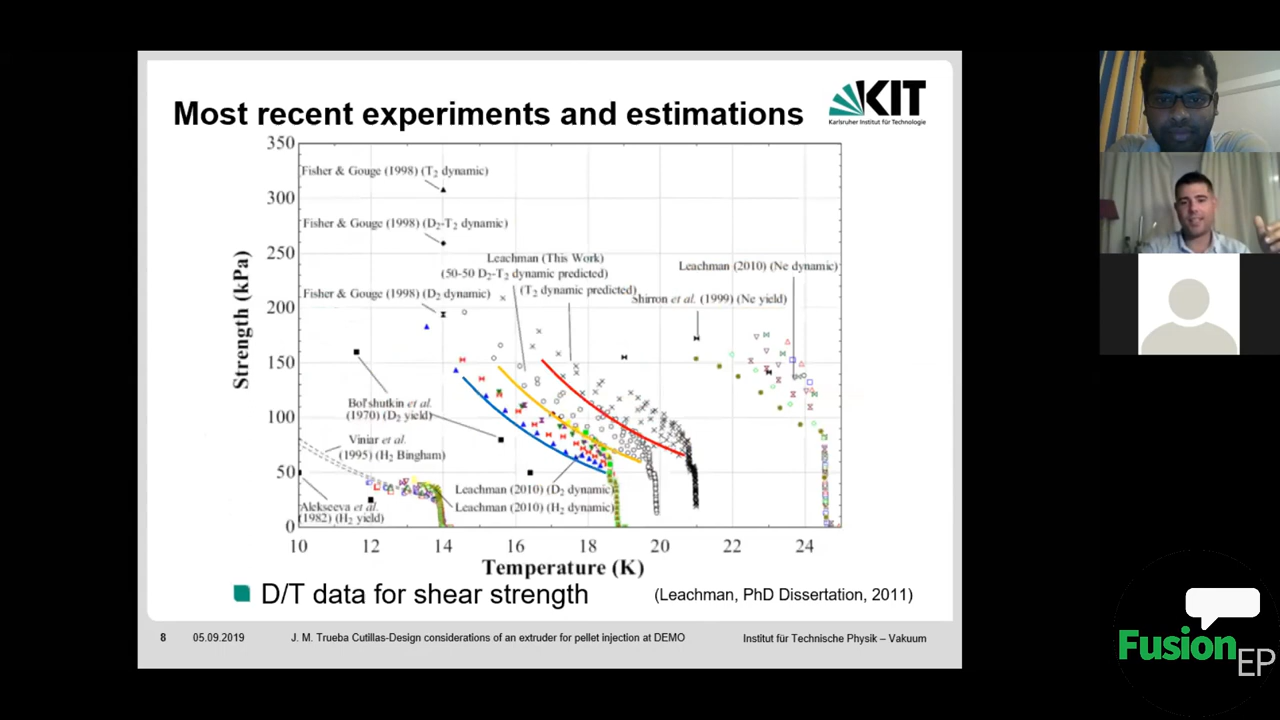 Most recent experiments and estimations
KIT
Karlsruher Institut für Technologie
350
300
250
200
150
100
50
0
Strength (kPa)
Fisher & Gouge (1998) (T2 dynamic)
Fisher & Gouge (1998) (D2-T2 dynamic)
Leachman (This Work)
(50-50 D2-T2 dynamic predicted)
(T2 dynamic predicted)
Leachman (2010) (Ne dynamic)
Fisher & Gouge (1998) (D2 dynamic)
Shirron et al. (1999) (Ne yield)
Bol'shutkin et al.
(1970) (D2 yield)
Viniar et al.
(1995) (H2 Bingham)
Leachman (2010) (D2 dynamic)
Leachman (2010) (H2 dynamic)
Alekseeva et al.
(1982) (H2 yield)
10 12 14 16 18 20 22 24
Temperature (K)
D/T data for shear strength
(Leachman, PhD Dissertation, 2011)
8 05.09.2019 J. M. Trueba Cutillas-Design considerations of an extruder for pellet injection at DEMO Institut für Technische Physik – Vakuum
Fusion
EP